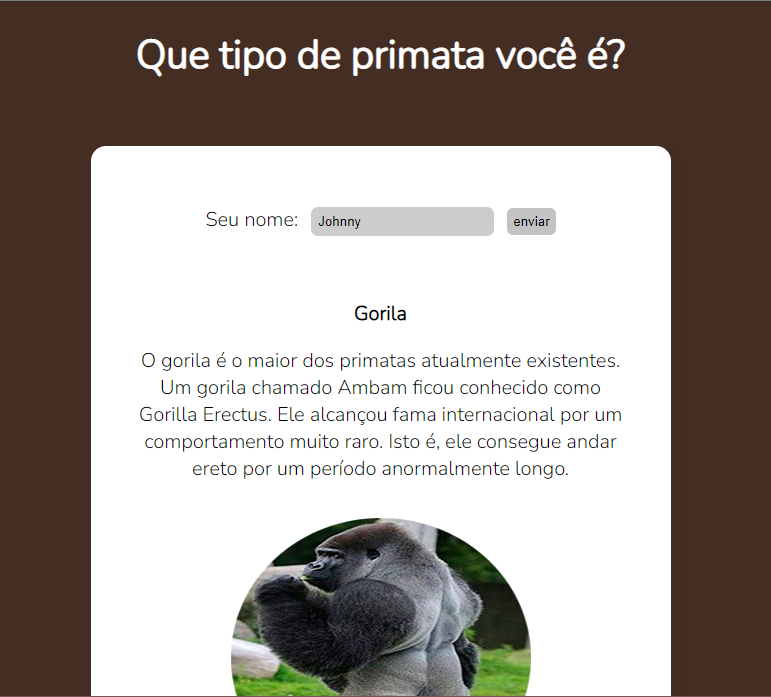 Que tipo de primata você é?
Seu nome: Johnny enviar
Gorila
O gorila é o maior dos primatas atualmente existentes.
Um gorila chamado Ambam ficou conhecido como
Gorilla Erectus. Ele alcançou fama internacional por um
comportamento muito raro. Isto é, ele consegue andar
ereto por um período anormalmente longo.